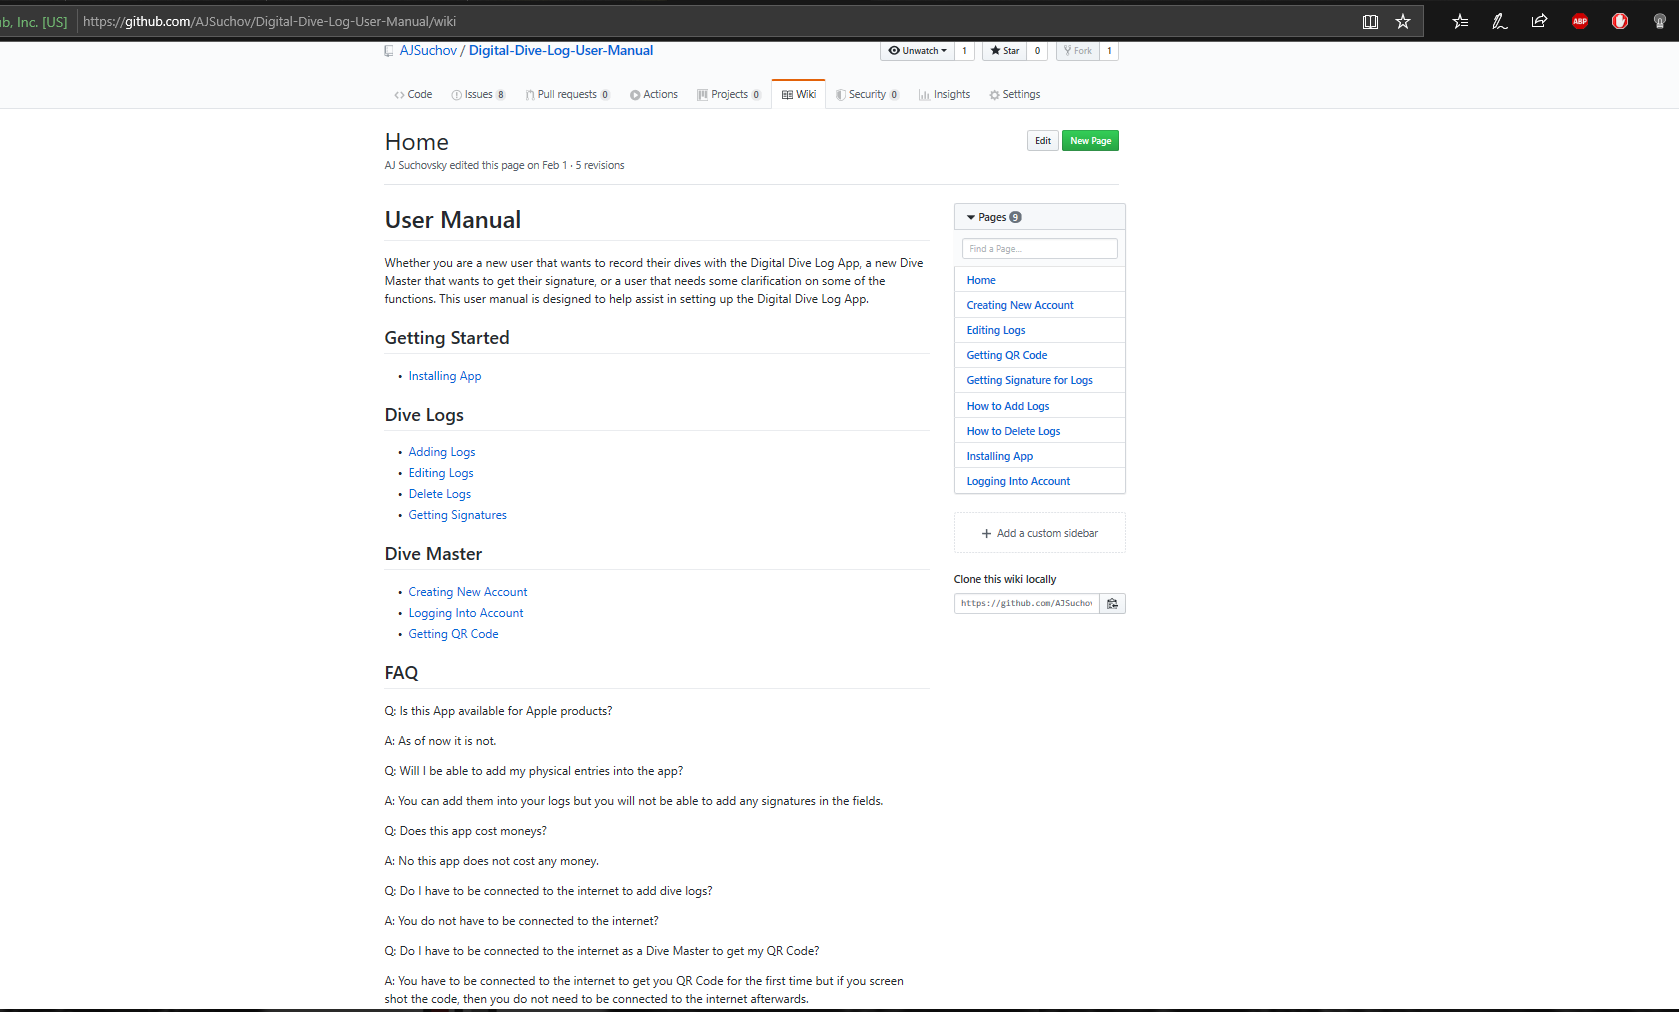 b, Inc. [US] https://github.com/AJSuchov/Digital-Dive-Log-User-Manual/wiki
ABP
AJSuchov / Digital-Dive-Log-User-Manual
Unwatch 1 Star 0 Fork 1
Code Issues 8 Pull requests 0 Actions Projects 0 Wiki Security 0 Insights Settings
Home
Edit New Page
AJ Suchovsky edited this page on Feb 1 · 5 revisions
User Manual
Whether you are a new user that wants to record their dives with the Digital Dive Log App, a new Dive
Master that wants to get their signature, or a user that needs some clarification on some of the
functions. This user manual is designed to help assist in setting up the Digital Dive Log App.
Getting Started
• Installing App
Dive Logs
• Adding Logs
• Editing Logs
• Delete Logs
• Getting Signatures
Dive Master
• Creating New Account
• Logging Into Account
• Getting QR Code
FAQ
Q: Is this App available for Apple products?
A: As of now it is not.
Q: Will I be able to add my physical entries into the app?
A: You can add them into your logs but you will not be able to add any signatures in the fields.
Q: Does this app cost moneys?
A: No this app does not cost any money.
Q: Do I have to be connected to the internet to add dive logs?
A: You do not have to be connected to the internet?
Q: Do I have to be connected to the internet as a Dive Master to get my QR Code?
A: You have to be connected to the internet to get you QR Code for the first time but if you screen
shot the code, then you do not need to be connected to the internet afterwards.
Pages 9
Find a Page...
Home
Creating New Account
Editing Logs
Getting QR Code
Getting Signature for Logs
How to Add Logs
How to Delete Logs
Installing App
Logging Into Account
+ Add a custom sidebar
Clone this wiki locally
https://github.com/AJSuchov